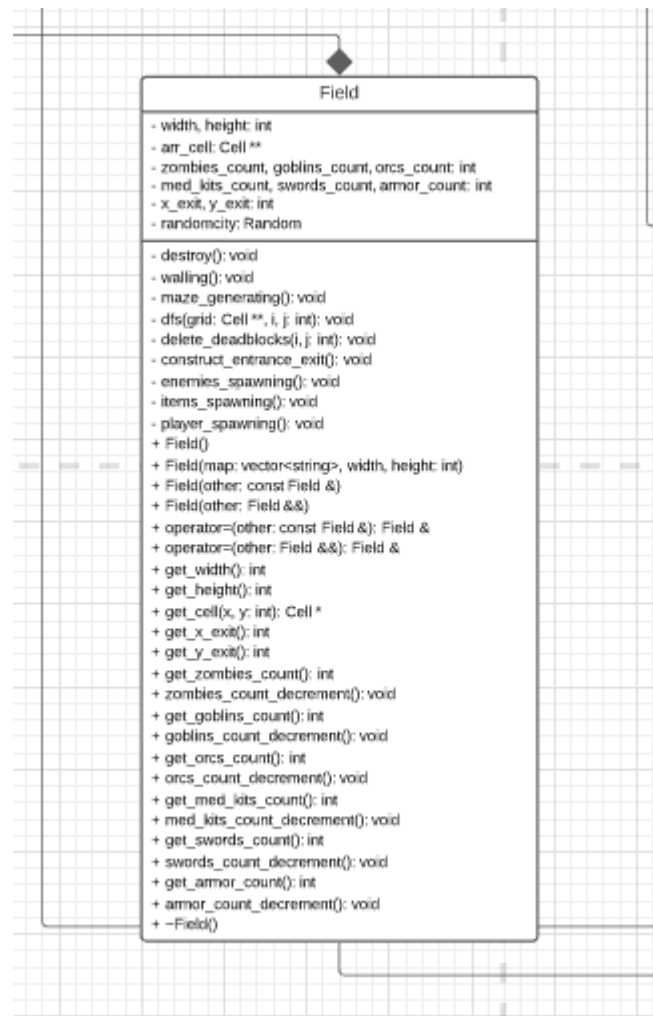 Field
- width, height: int
- arr_cell: Cell **
- zombies_count, goblins_count, orcs_count: int
- med_kits_count, swords_count, armor_count: int
- x_exit, y_exit: int
- randomcity: Random
- destroy(): void
- walling(): void
- maze_generating(): void
- dfs(grid: Cell **, i, j: int): void
- delete_deadblocks(i, j: int): void
- construct_entrance_exit(): void
- enemies_spawning(): void
- items_spawning(): void
- player_spawning(): void
+ Field()
+ Field(map: vector<string>, width, height: int)
+ Field(other: const Field &)
+ Field(other: Field &&)
+ operator=(other: const Field &): Field &
+ operator=(other: Field &&): Field &
+ get_width(): int
+ get_height(): int
+ get_cell(x, y: int): Cell *
+ get_x_exit(): int
+ get_y_exit(): int
+ get_zombies_count(): int
+ zombies_count_decrement(): void
+ get_goblins_count(): int
+ goblins_count_decrement(): void
+ get_orcs_count(): int
+ orcs_count_decrement(): void
+ get_med_kits_count(): int
+ med_kits_count_decrement(): void
+ get_swords_count(): int
+ swords_count_decrement(): void
+ get_armor_count(): int
+ armor_count_decrement(): void
+ ~Field()